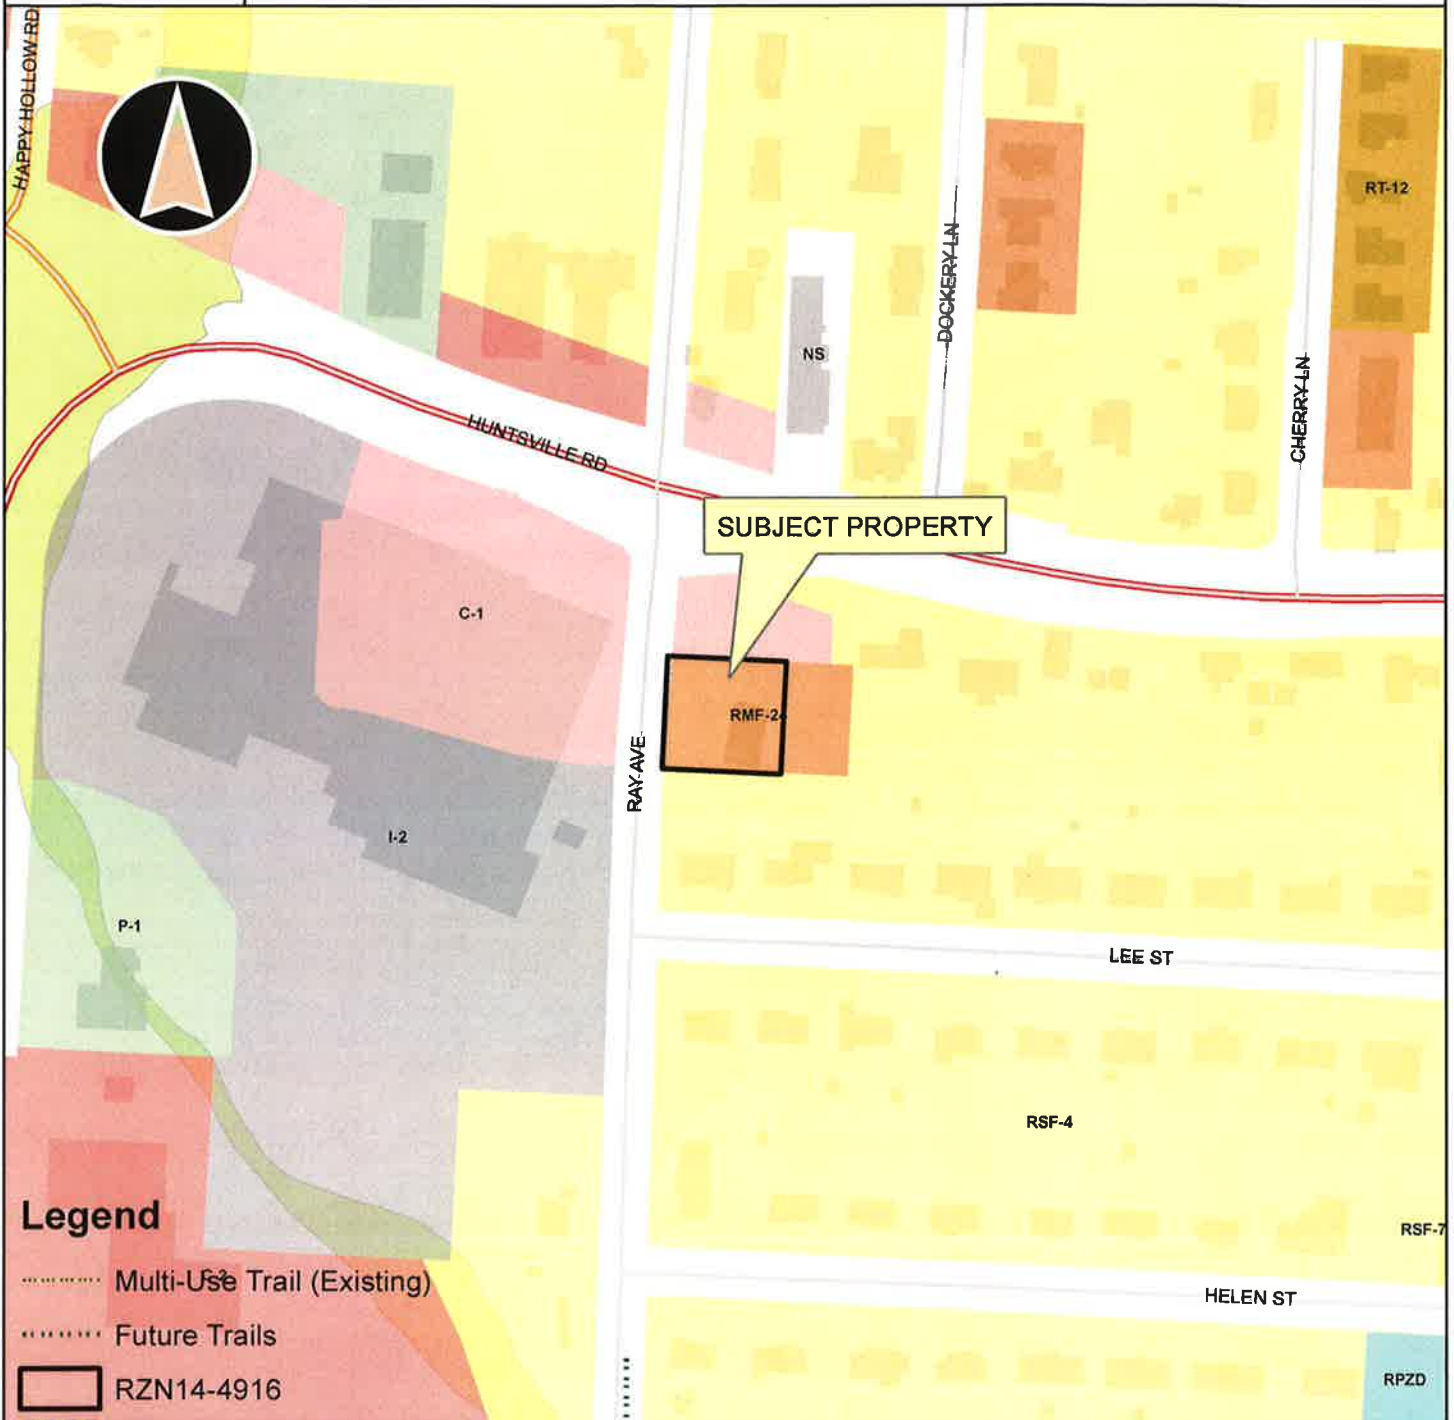 HAPPY HOLLOW RD
RT-12
DOCKERY LN
NS
CHERRY LN
HUNTSVILLE RD
SUBJECT PROPERTY
C-1
RMF-24
RAY AVE
I-2
P-1
LEE ST
RSF-4
RSF-7
HELEN ST
RPZD
Legend
Multi-Use Trail (Existing)
Future Trails
RZN14-4916